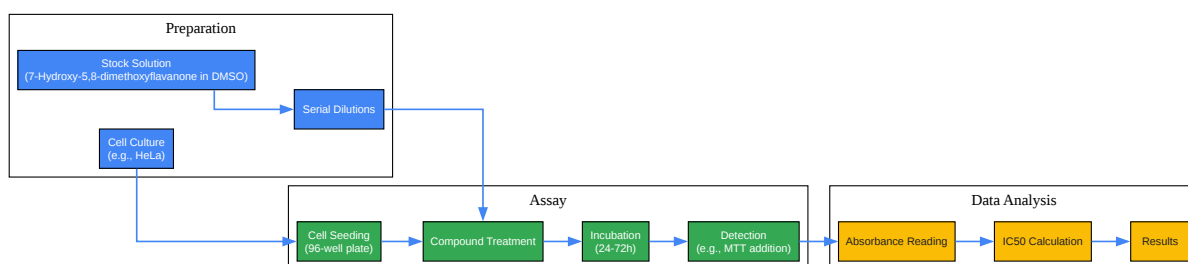 Preparation
Stock Solution
(7-Hydroxy-5,8-dimethoxyflavanone in DMSO)
Serial Dilutions
Cell Culture
(e.g., HeLa)
Assay
Cell Seeding
(96-well plate)
Compound Treatment
Incubation
(24-72h)
Detection
(e.g., MTT addition)
Data Analysis
Absorbance Reading
IC50 Calculation
Results